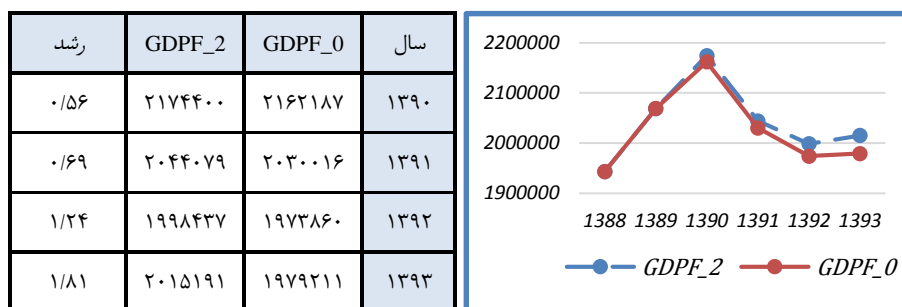 سال GDPF_0 GDPF_2 رشد
۱۳۹۰ ۲۱۶۲۱۸۷ ۲۱۷۴۴۰۰ ۰/۵۶
۱۳۹۱ ۲۰۳۰۰۱۶ ۲۰۴۴۰۷۹ ۰/۶۹
۱۳۹۲ ۱۹۷۳۸۶۰ ۱۹۹۸۴۳۷ ۱/۲۴
۱۳۹۳ ۱۹۷۹۲۱۱ ۲۰۱۵۱۹۱ ۱/۸۱
2200000
2100000
2000000
1900000
1388 1389 1390 1391 1392 1393
GDPF_2 GDPF_0